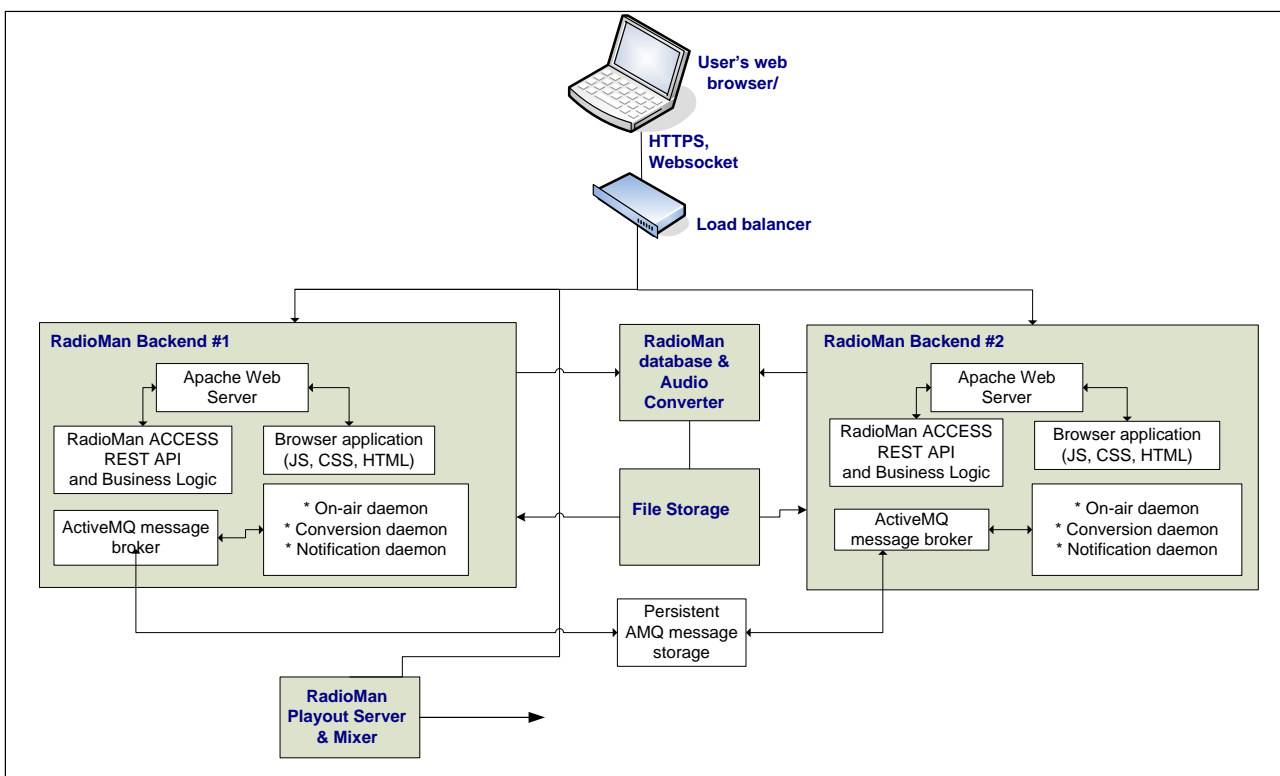 User's web
browser/
HTTPS,
Websocket
Load balancer
RadioMan Backend #1
Apache Web
Server
RadioMan ACCESS
REST API
and Business Logic
Browser application
(JS, CSS, HTML)
ActiveMQ message
broker
* On-air daemon
* Conversion daemon
* Notification daemon
RadioMan
database &
Audio
Converter
File Storage
Persistent
AMQ message
storage
RadioMan Backend #2
Apache Web
Server
RadioMan ACCESS
REST API
and Business Logic
Browser application
(JS, CSS, HTML)
ActiveMQ
message broker
* On-air daemon
* Conversion daemon
* Notification daemon
RadioMan
Playout Server
& Mixer